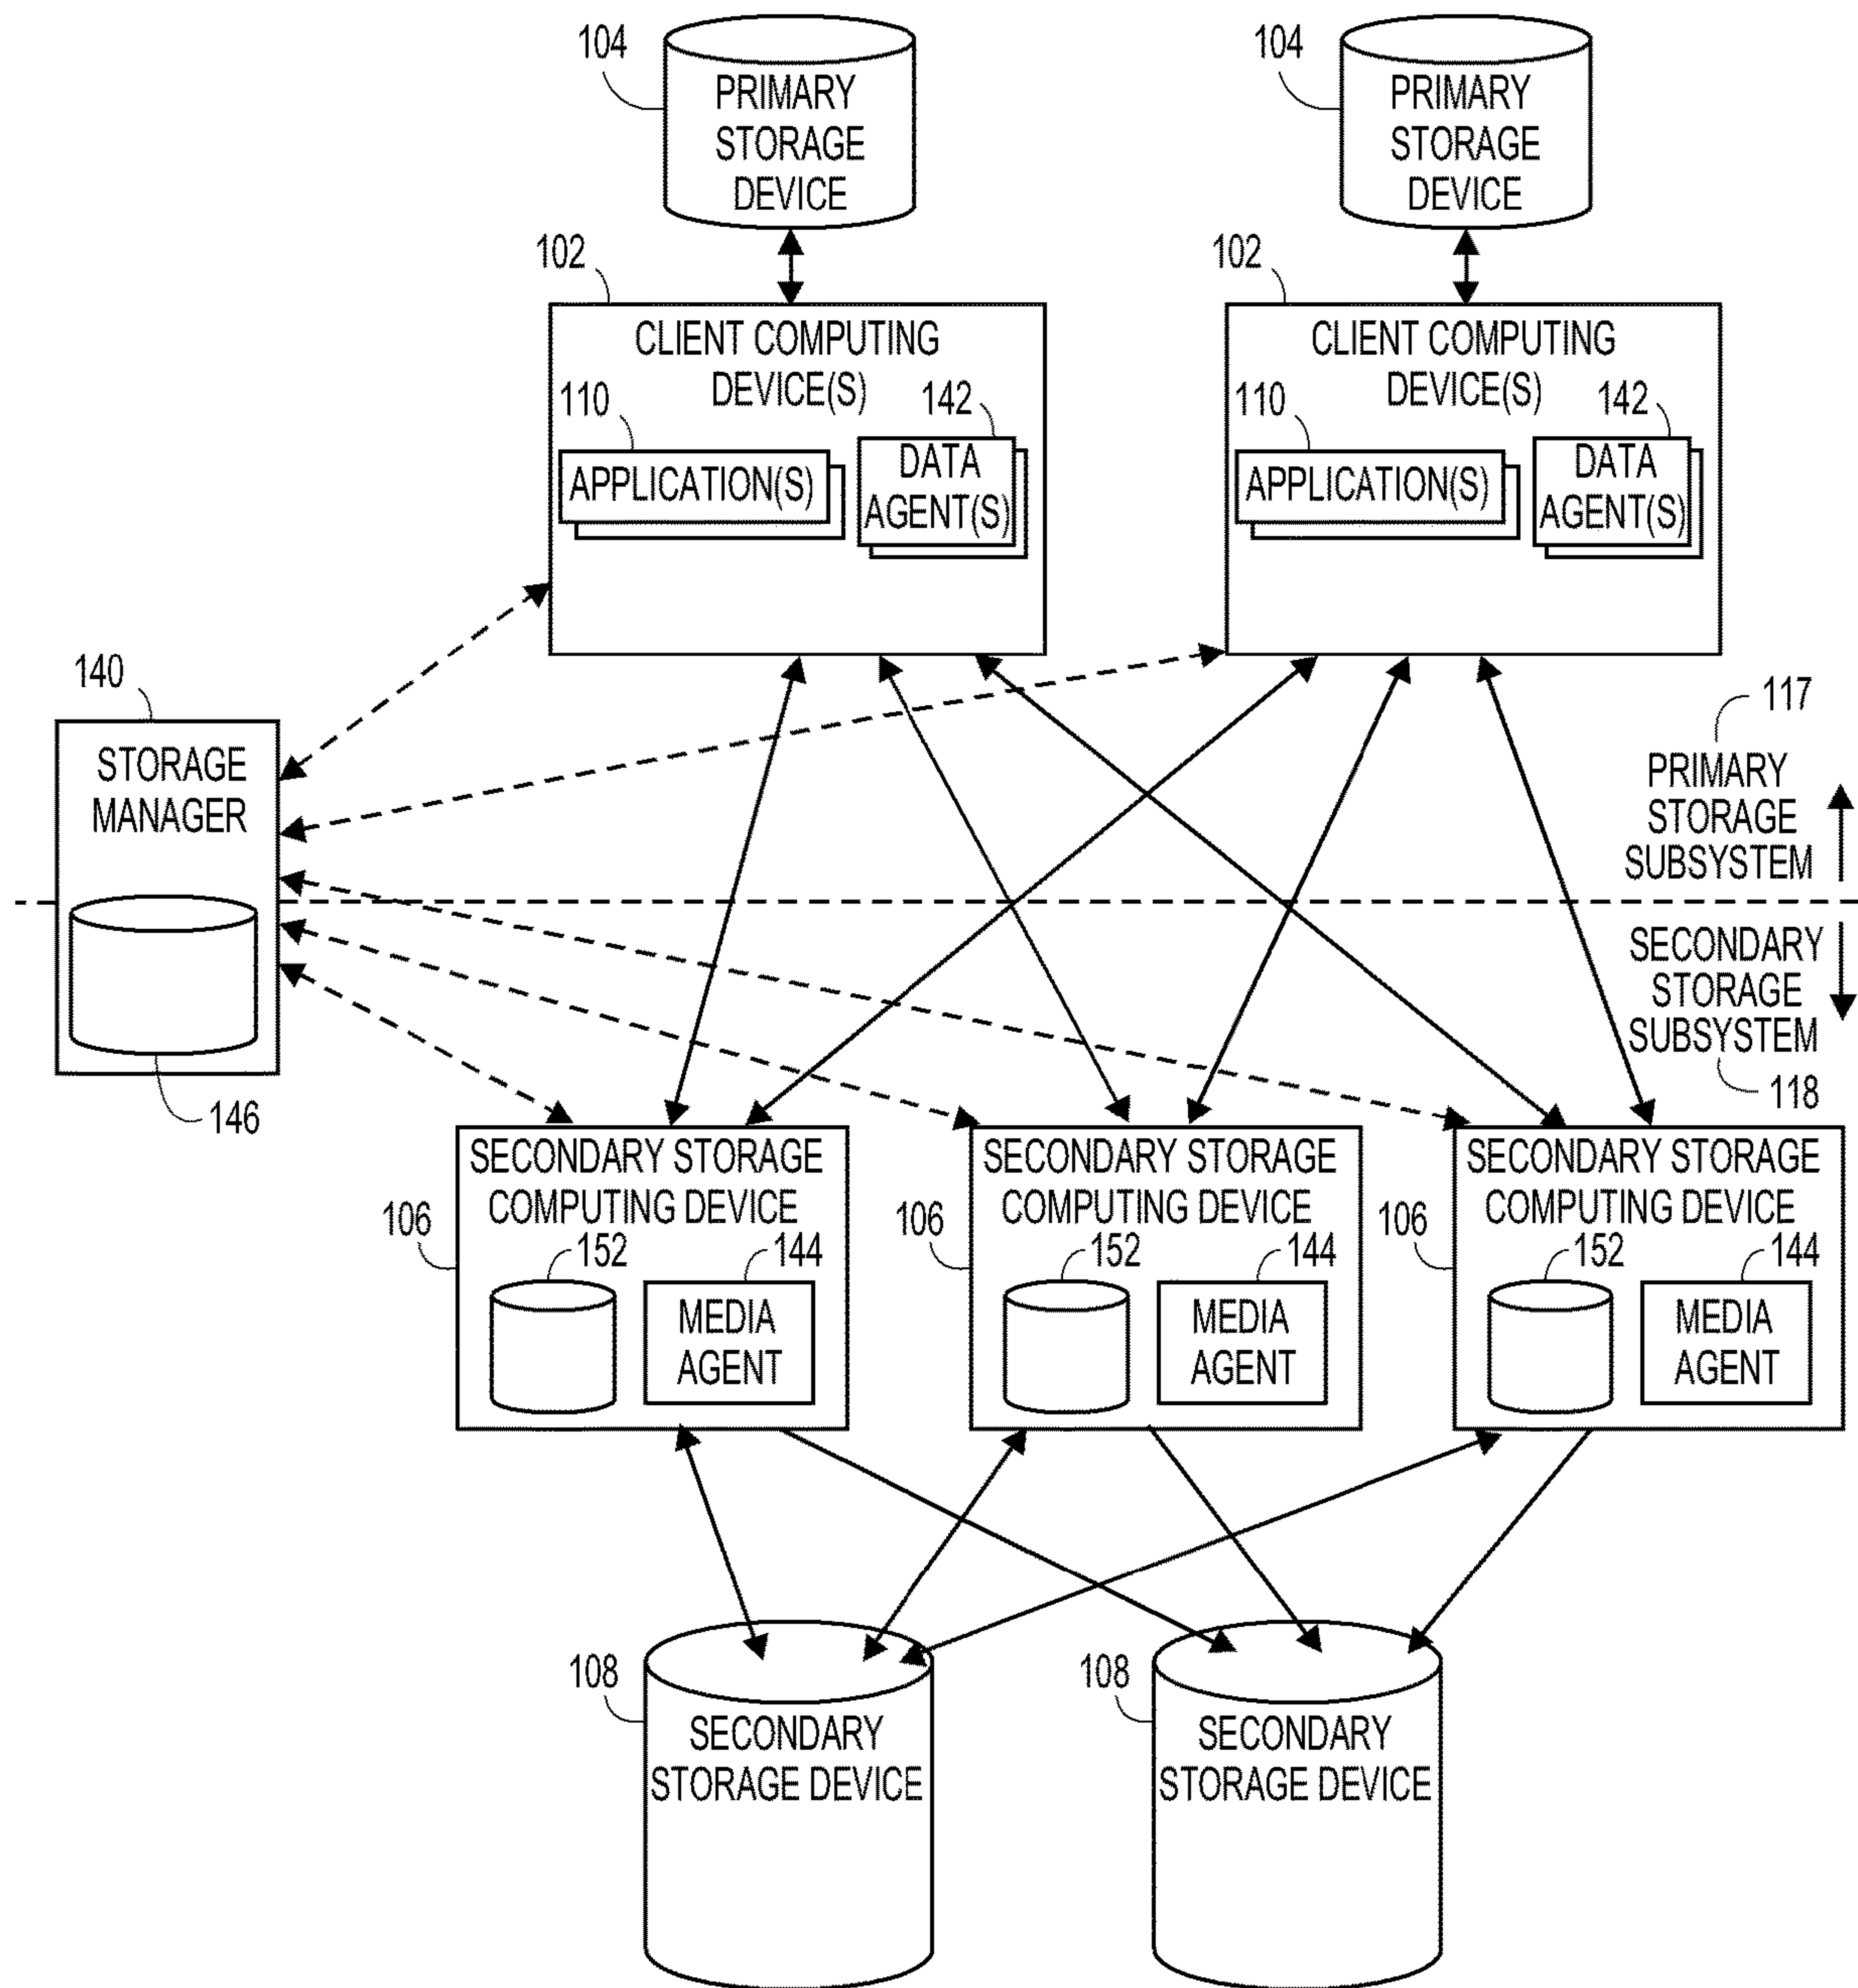 104
PRIMARY
STORAGE
DEVICE
104
PRIMARY
STORAGE
DEVICE
102
CLIENT COMPUTING
DEVICE(S)
110
142
APPLICATION(S)
DATA
AGENT(S)
102
CLIENT COMPUTING
DEVICE(S)
110
142
APPLICATION(S)
DATA
AGENT(S)
140
STORAGE
MANAGER
146
117
PRIMARY
STORAGE
SUBSYSTEM
SECONDARY
STORAGE
SUBSYSTEM
118
SECONDARY STORAGE
COMPUTING DEVICE
106
152
144
MEDIA
AGENT
SECONDARY STORAGE
COMPUTING DEVICE
106
152
144
MEDIA
AGENT
SECONDARY STORAGE
COMPUTING DEVICE
106
152
144
MEDIA
AGENT
108
SECONDARY
STORAGE DEVICE
108
SECONDARY
STORAGE DEVICE